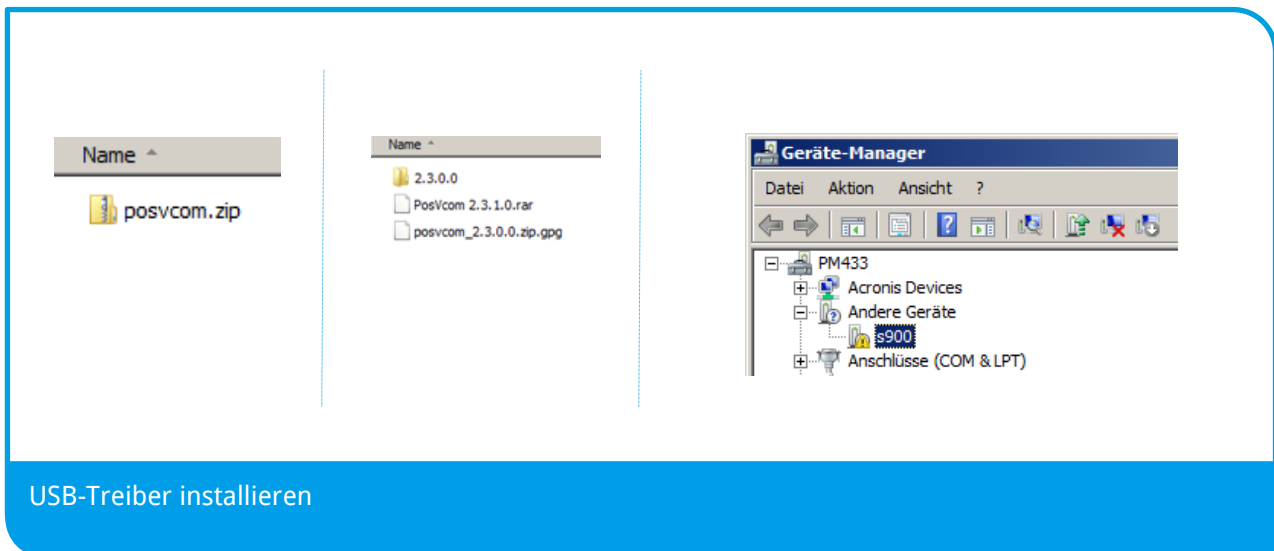 Name
posvcom.zip
Name
2.3.0.0
PosVcom 2.3.1.0.rar
posvcom_2.3.0.0.zip.gpg
Geräte-Manager
Datei Aktion Ansicht ?
PM433
Acronis Devices
Andere Geräte
s900
Anschlüsse (COM & LPT)
USB-Treiber installieren